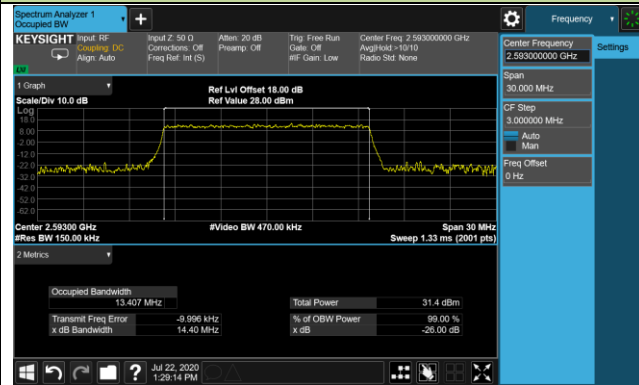 Spectrum Analyzer 1
Occupied BW
KEYSIGHT
Input: RF
Coupling: DC
Align: Auto
Input Z: 50 Ω
Corrections: Off
Freq Ref: Int (S)
Atten: 20 dB
Preamp: Off
Trig: Free Run
Gate: Off
#IF Gain: Low
Center Freq: 2.593000000 GHz
Avg|Hold >10/10
Radio Std: None
1 Graph
Scale/Div 10.0 dB
Ref Lvl Offset 18.00 dB
Ref Value 28.00 dBm
Log
18.0
8.00
-2.00
-12.0
-22.0
-32.0
-42.0
-52.0
-62.0
Center 2.59300 GHz
#Video BW 470.00 kHz
Span 30 MHz
#Res BW 150.00 kHz
Sweep 1.33 ms (2001 pts)
2 Metrics
Occupied Bandwidth
13.407 MHz
Total Power 31.4 dBm
Transmit Freq Error -9.996 kHz
% of OBW Power 99.00 %
x dB Bandwidth 14.40 MHz
x dB -26.00 dB
Jul 22, 2020
1:29:14 PM
Frequency
Settings
Center Frequency
2.593000000 GHz
Span
30.000 MHz
CF Step
3.000000 MHz
Auto
Man
Freq Offset
0 Hz